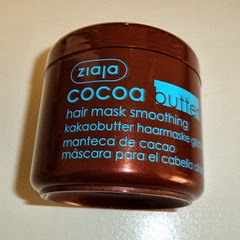 ziaja
cocoa butter
hair mask smoothing
kakaobutter haarmaske
manteca de cacao
máscara para el cabello